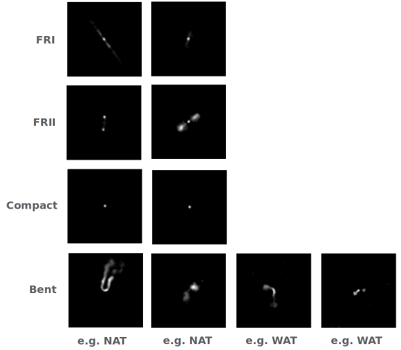 FRI
FRII
Compact
Bent
e.g. NAT e.g. NAT e.g. WAT e.g. WAT